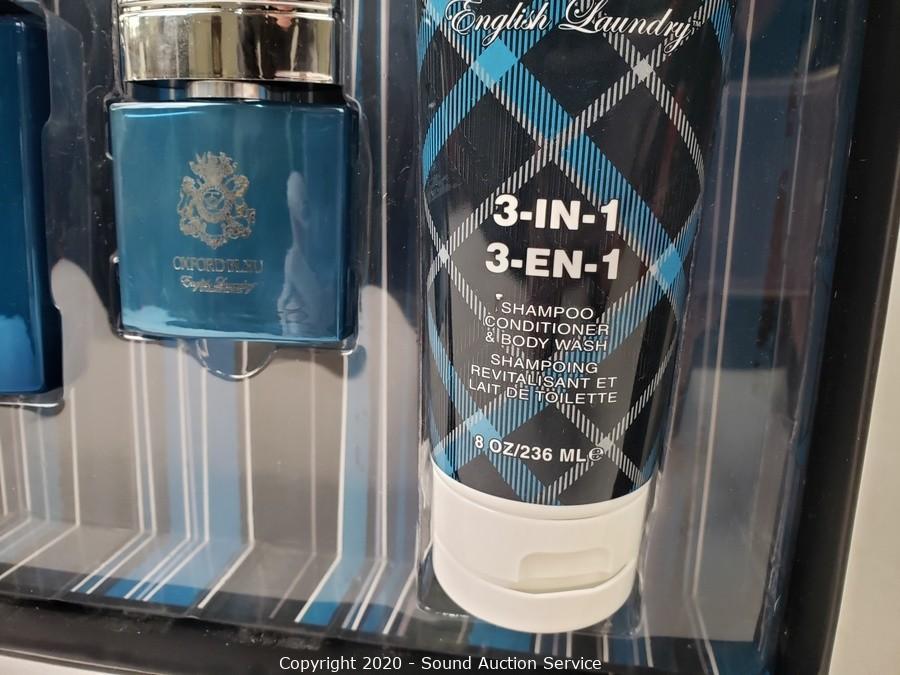 English Laundry™
3-IN-1
3-EN-1
SHAMPOO
CONDITIONER
& BODY WASH
SHAMPOING
REVITALISANT ET
LAIT DE TOILETTE
8 OZ/236 ML℮
OXFORD BLEU
English Laundry
Copyright 2020 - Sound Auction Service